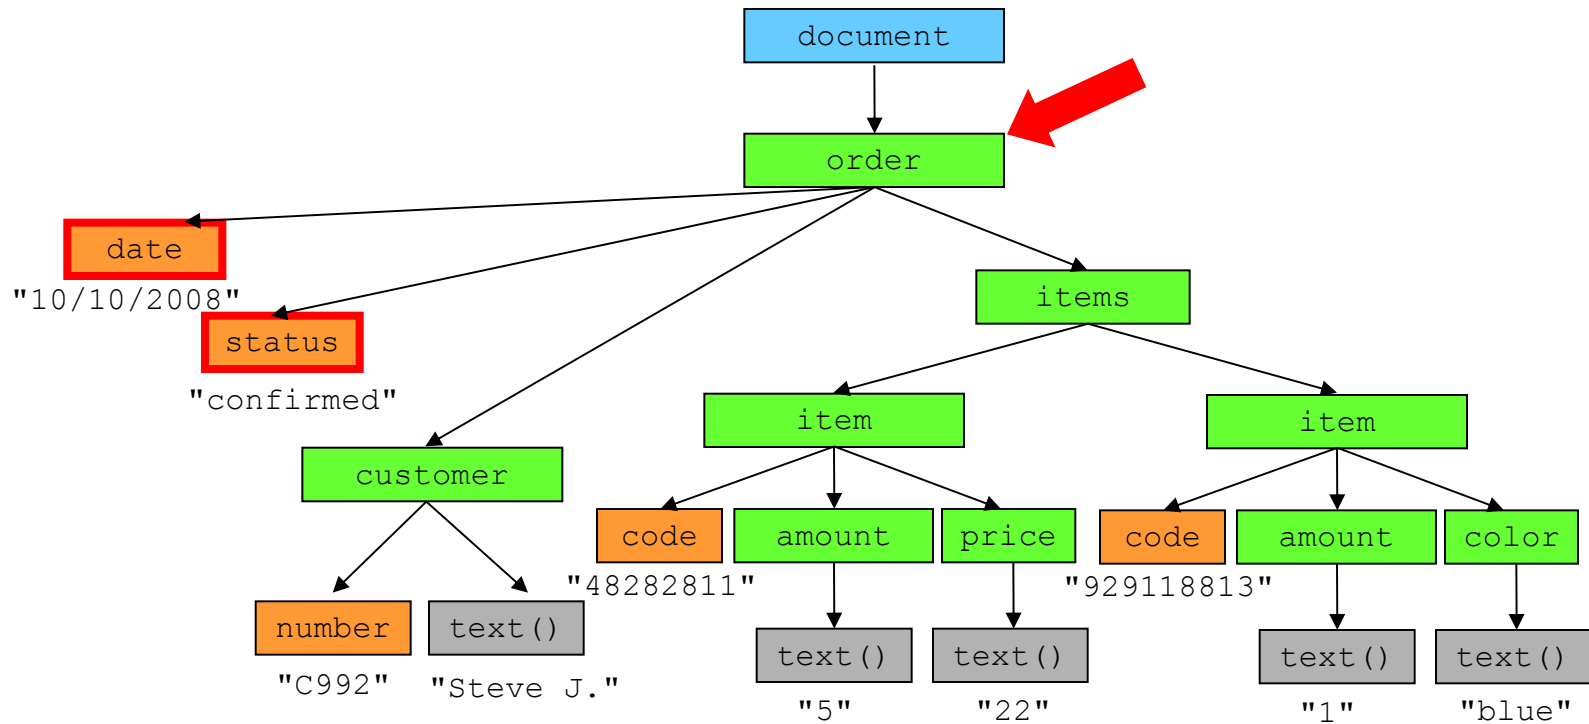 document
order
date
"10/10/2008"
items
status
"confirmed"
item
item
customer
code
amount
price
code
amount
color
"48282811"
"929118813"
number
text()
text()
text()
text()
text()
"C992"
"Steve J."
"5"
"22"
"1"
"blue"